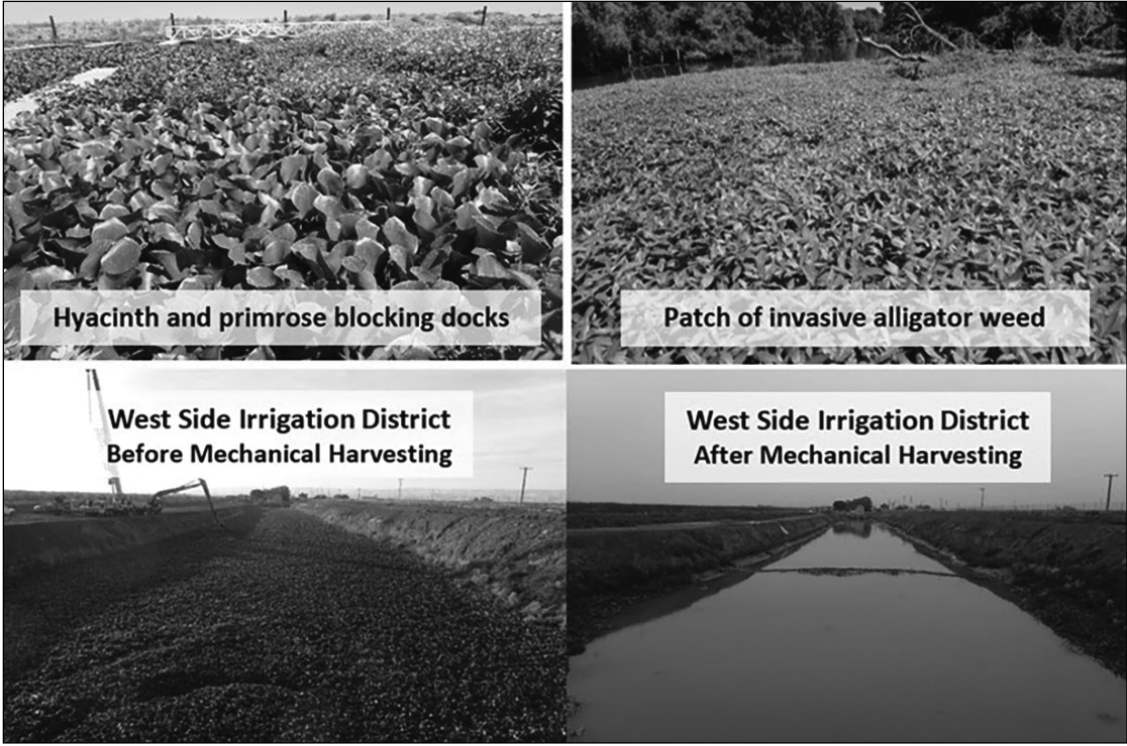 Hyacinth and primrose blocking docks
Patch of invasive alligator weed
West Side Irrigation District
Before Mechanical Harvesting
West Side Irrigation District
After Mechanical Harvesting